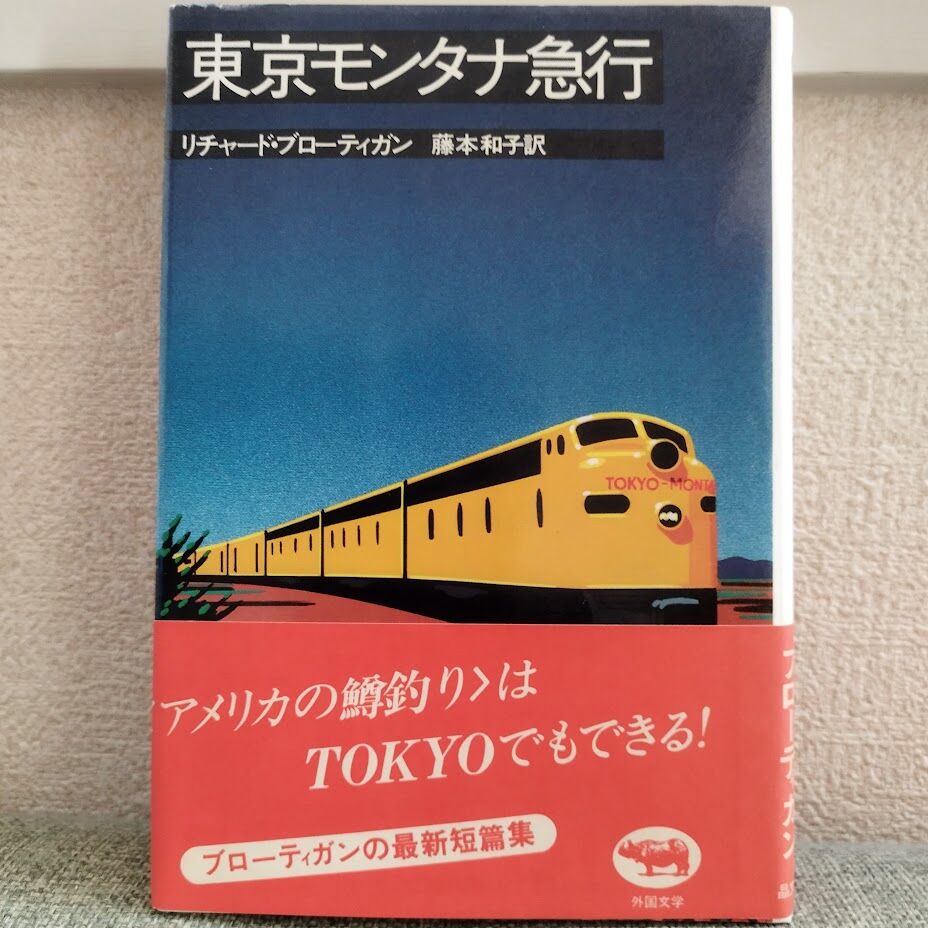 東京モンタナ急行
リチャード・ブローティガン 藤本和子訳
TOKYO-MONTA
アメリカの鱒釣り〉は
TOKYOでもできる!
ブローティガンの最新短篇集
外国文学
ブローティガン
晶